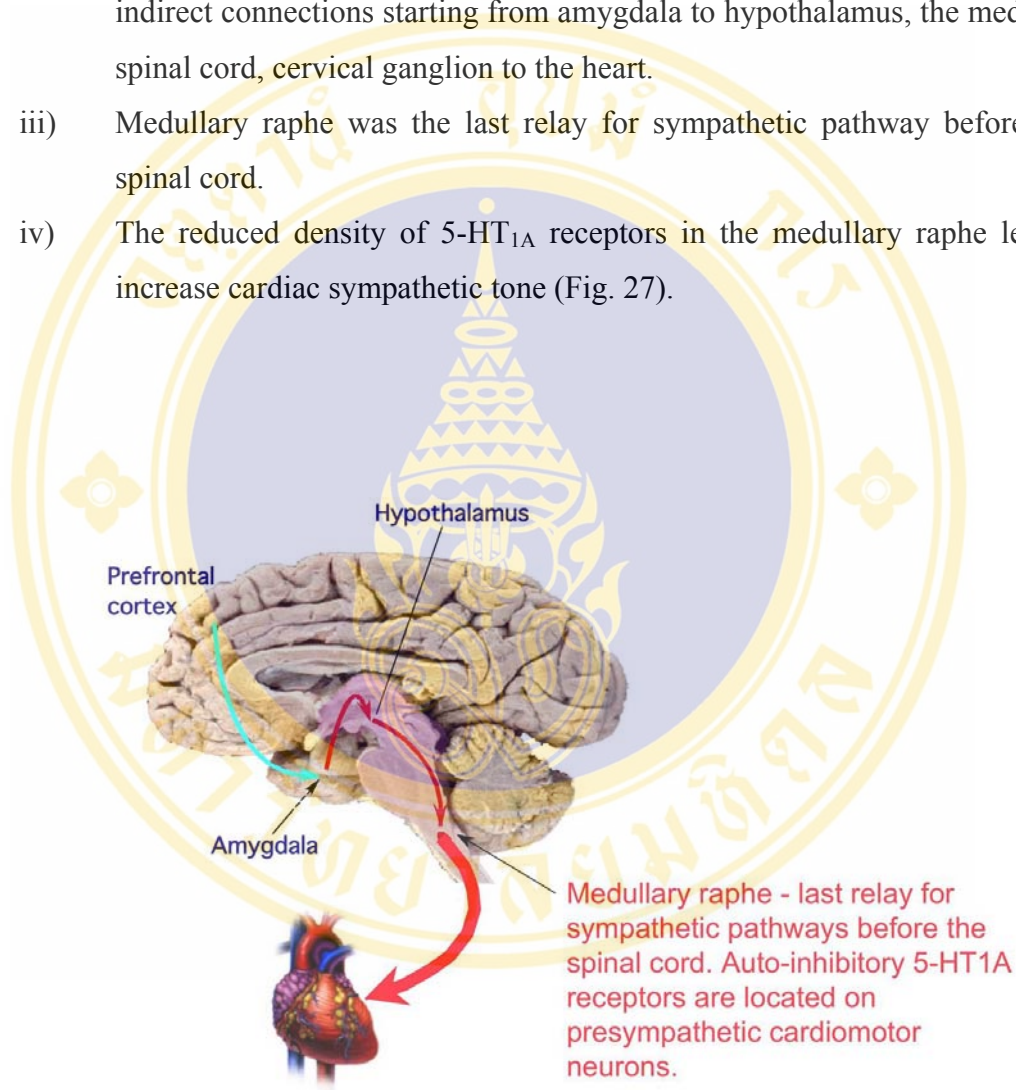 indirect connections starting from amygdala to hypothalamus, the med
spinal cord, cervical ganglion to the heart.
iii) Medullary raphe was the last relay for sympathetic pathway before
spinal cord.
iv) The reduced density of 5-HT1A receptors in the medullary raphe le
increase cardiac sympathetic tone (Fig. 27).
Hypothalamus
Prefrontal
cortex
Amygdala
Medullary raphe - last relay for
sympathetic pathways before the
spinal cord. Auto-inhibitory 5-HT1A
receptors are located on
presympathetic cardiomotor
neurons.